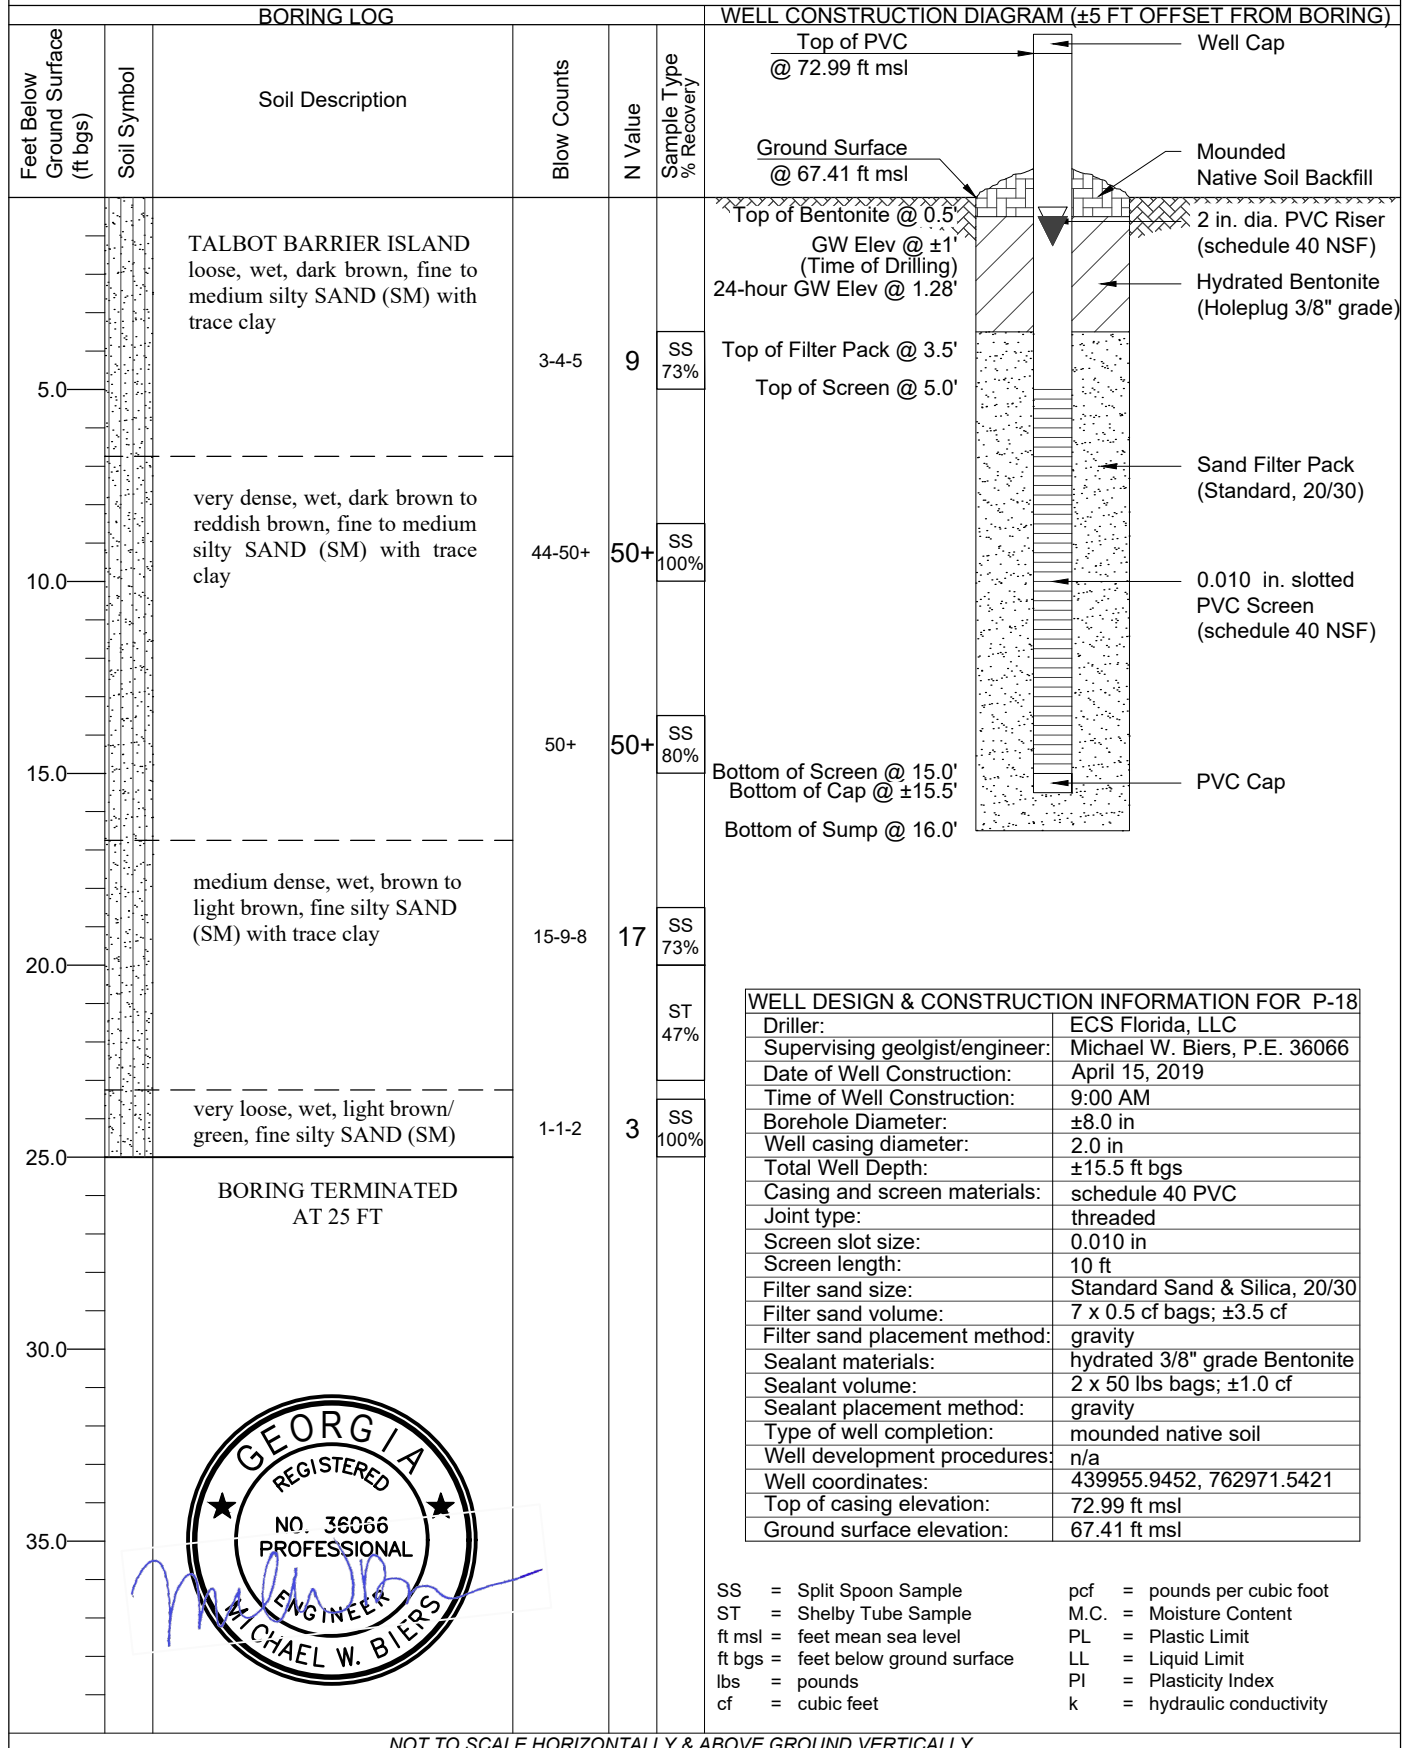 BORING LOG
WELL CONSTRUCTION DIAGRAM (±5 FT OFFSET FROM BORING)
Feet Below
Ground Surface
(ft bgs)
Soil Symbol
Soil Description
Blow Counts
N Value
Sample Type
% Recovery
TALBOT BARRIER ISLAND
loose, wet, dark brown, fine to
medium silty SAND (SM) with
trace clay
3-4-5
9
SS
73%
5.0
very dense, wet, dark brown to
reddish brown, fine to medium
silty SAND (SM) with trace
clay
44-50+
50+
SS
100%
10.0
50+
50+
SS
80%
15.0
medium dense, wet, brown to
light brown, fine silty SAND
(SM) with trace clay
15-9-8
17
SS
73%
20.0
ST
47%
very loose, wet, light brown/
green, fine silty SAND (SM)
1-1-2
3
SS
100%
25.0
BORING TERMINATED
AT 25 FT
30.0
35.0
GEORGIA
REGISTERED
NO. 36066
PROFESSIONAL
ENGINEER
MICHAEL W. BIERS
Top of PVC
@ 72.99 ft msl
Well Cap
Ground Surface
@ 67.41 ft msl
Mounded
Native Soil Backfill
Top of Bentonite @ 0.5'
2 in. dia. PVC Riser
(schedule 40 NSF)
GW Elev @ ±1'
(Time of Drilling)
24-hour GW Elev @ 1.28'
Hydrated Bentonite
(Holeplug 3/8" grade)
Top of Filter Pack @ 3.5'
Top of Screen @ 5.0'
Sand Filter Pack
(Standard, 20/30)
0.010 in. slotted
PVC Screen
(schedule 40 NSF)
Bottom of Screen @ 15.0'
Bottom of Cap @ ±15.5'
PVC Cap
Bottom of Sump @ 16.0'
WELL DESIGN & CONSTRUCTION INFORMATION FOR P-18
Driller: ECS Florida, LLC
Supervising geolgist/engineer: Michael W. Biers, P.E. 36066
Date of Well Construction: April 15, 2019
Time of Well Construction: 9:00 AM
Borehole Diameter: ±8.0 in
Well casing diameter: 2.0 in
Total Well Depth: ±15.5 ft bgs
Casing and screen materials: schedule 40 PVC
Joint type: threaded
Screen slot size: 0.010 in
Screen length: 10 ft
Filter sand size: Standard Sand & Silica, 20/30
Filter sand volume: 7 x 0.5 cf bags; ±3.5 cf
Filter sand placement method: gravity
Sealant materials: hydrated 3/8" grade Bentonite
Sealant volume: 2 x 50 lbs bags; ±1.0 cf
Sealant placement method: gravity
Type of well completion: mounded native soil
Well development procedures: n/a
Well coordinates: 439955.9452, 762971.5421
Top of casing elevation: 72.99 ft msl
Ground surface elevation: 67.41 ft msl
SS = Split Spoon Sample
ST = Shelby Tube Sample
ft msl = feet mean sea level
ft bgs = feet below ground surface
lbs = pounds
cf = cubic feet
pcf = pounds per cubic foot
M.C. = Moisture Content
PL = Plastic Limit
LL = Liquid Limit
PI = Plasticity Index
k = hydraulic conductivity
NOT TO SCALE HORIZONTALLY & ABOVE GROUND VERTICALLY